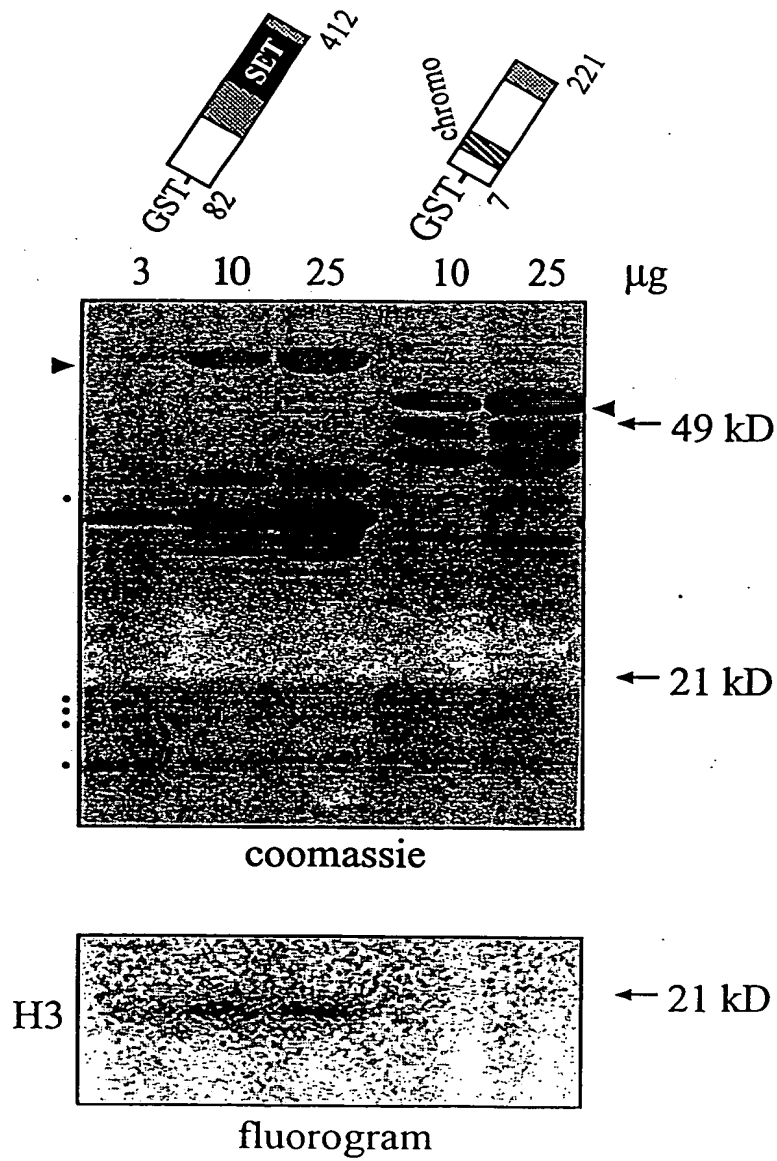 412
SET
GST
82
221
chromo
GST
7
3 10 25 10 25 µg
49 kD
21 kD
coomassie
H3
21 kD
fluorogram